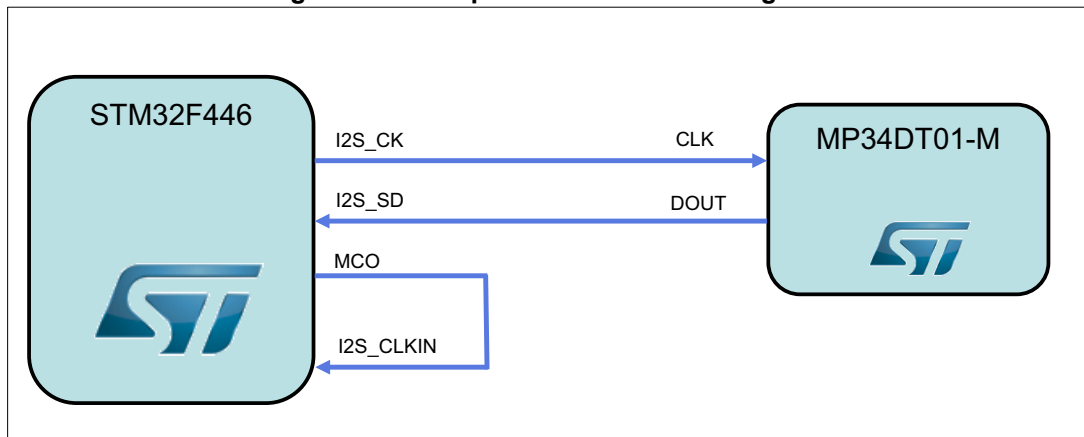 STM32F446
I2S_CK
CLK
MP34DT01-M
I2S_SD
DOUT
MCO
I2S_CLKIN